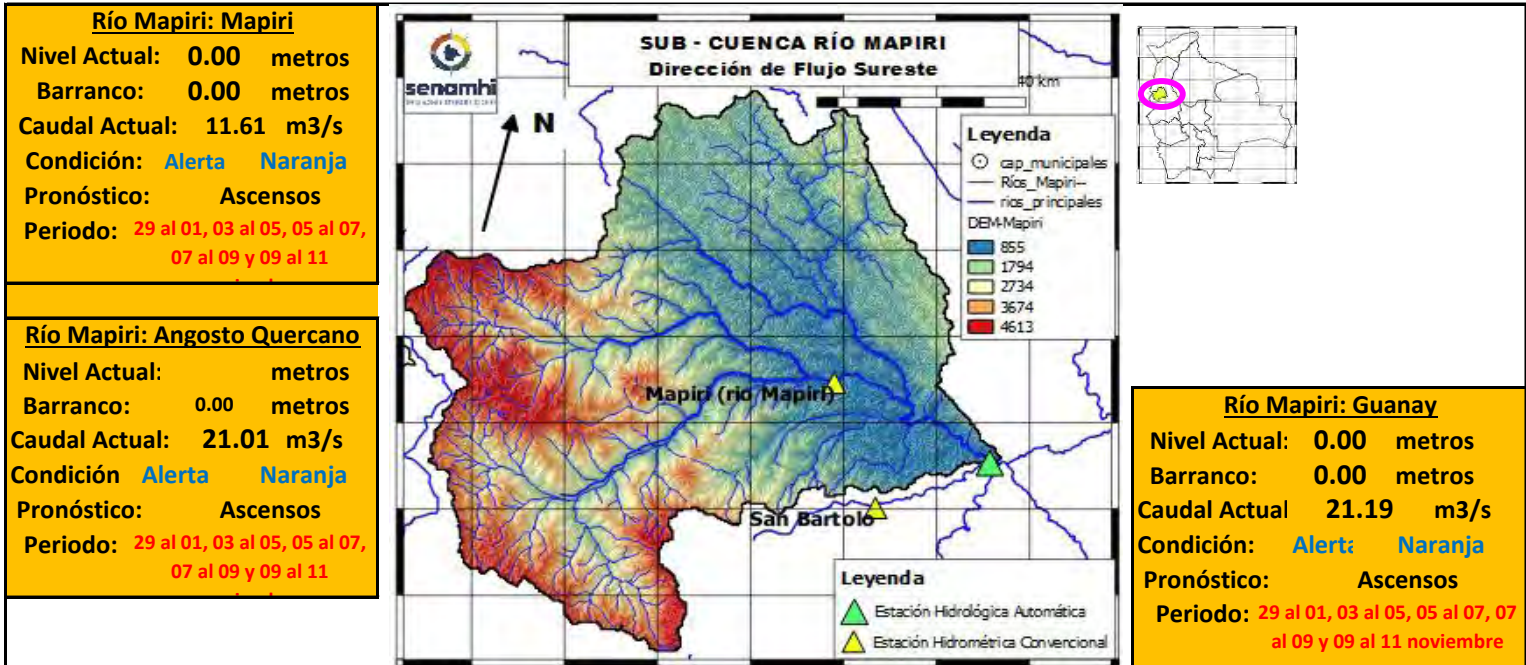 Río Mapiri: Mapiri
Nivel Actual: 0.00 metros
Barranco: 0.00 metros
Caudal Actual: 11.61 m3/s
Condición: Alerta Naranja
Pronóstico: Ascensos
Periodo: 29 al 01, 03 al 05, 05 al 07,
07 al 09 y 09 al 11
Río Mapiri: Angosto Quercano
Nivel Actual: metros
Barranco: 0.00 metros
Caudal Actual: 21.01 m3/s
Condición Alerta Naranja
Pronóstico: Ascensos
Periodo: 29 al 01, 03 al 05, 05 al 07,
07 al 09 y 09 al 11
senamhi
SUB - CUENCA RÍO MAPIRI
Dirección de Flujo Sureste
40 km
N
Leyenda
cap_municipales
Ríos_Mapiri--
rios_principales
DEM-Mapiri
855
1794
2734
3674
4613
Mapiri (rio Mapiri)
San Bartolo
Leyenda
Estación Hidrológica Automática
Estación Hidrométrica Convencional
Río Mapiri: Guanay
Nivel Actual: 0.00 metros
Barranco: 0.00 metros
Caudal Actual 21.19 m3/s
Condición: Alerta Naranja
Pronóstico: Ascensos
Periodo: 29 al 01, 03 al 05, 05 al 07, 07
al 09 y 09 al 11 noviembre